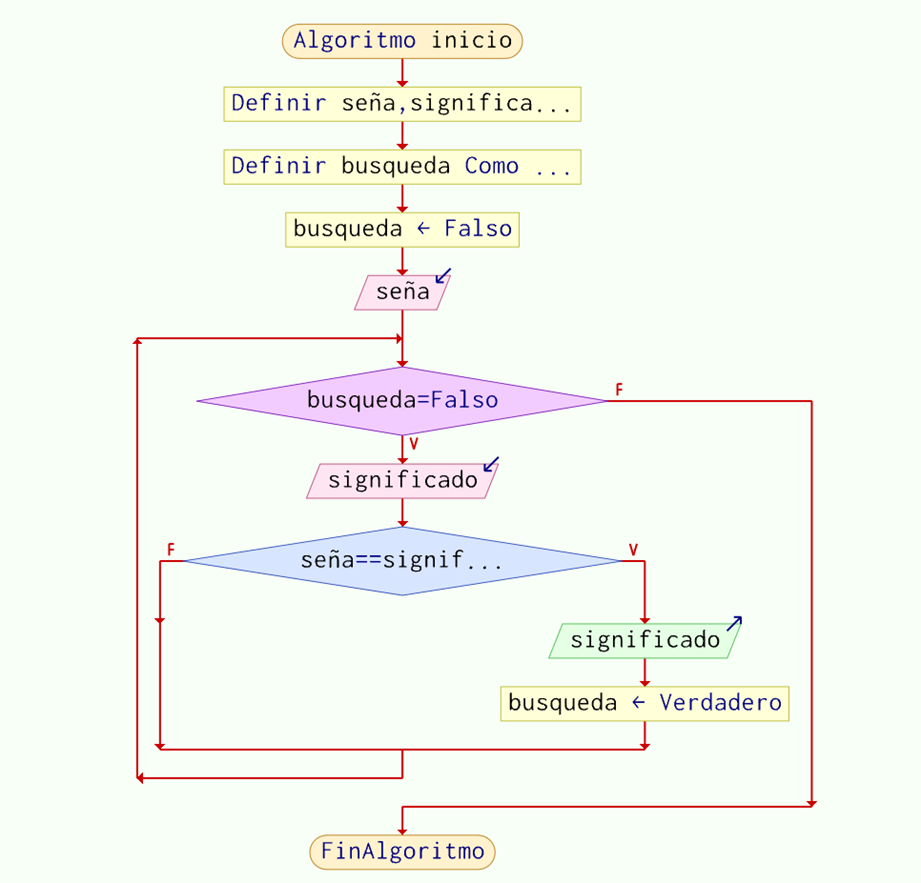 Algoritmo inicio
Definir seña,significa...
Definir busqueda Como ...
busqueda ← Falso
seña
busqueda=Falso
F
V
significado
seña==signif...
F
V
significado
busqueda ← Verdadero
FinAlgoritmo